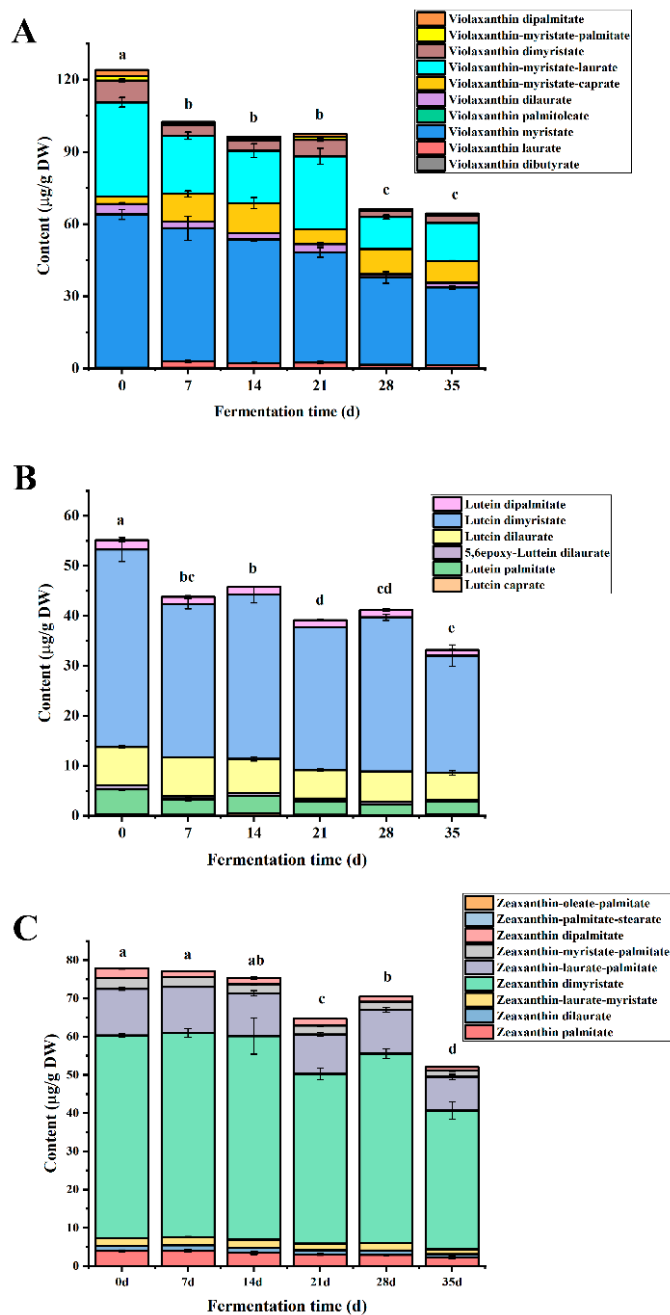 A
Violaxanthin dipalmitate
Violaxanthin-myristate-palmitate
Violaxanthin dimyristate
Violaxanthin-myristate-laurate
Violaxanthin-myristate-caprate
Violaxanthin dilaurate
Violaxanthin palmitoleate
Violaxanthin myristate
Violaxanthin laurate
Violaxanthin dibutyrate
Content (μg/g DW)
120
90
60
30
0
a
b
b
b
c
c
0 7 14 21 28 35
Fermentation time (d)
B
Lutein dipalmitate
Lutein dimyristate
Lutein dilaurate
5,6epoxy-Luttein dilaurate
Lutein palmitate
Lutein caprate
Content (μg/g DW)
60
50
40
30
20
10
0
a
bc
b
d
cd
c
0 7 14 21 28 35
Fermentation time (d)
C
Zeaxanthin-oleate-palmitate
Zeaxanthin-palmitate-stearate
Zeaxanthin dipalmitate
Zeaxanthin-myristate-palmitate
Zeaxanthin-laurate-palmitate
Zeaxanthin dimyristate
Zeaxanthin-laurate-myristate
Zeaxanthin dilaurate
Zeaxanthin palmitate
Content (μg/g DW)
80
70
60
50
40
30
20
10
0
a
a
ab
c
b
d
0d 7d 14d 21d 28d 35d
Fermentation time (d)